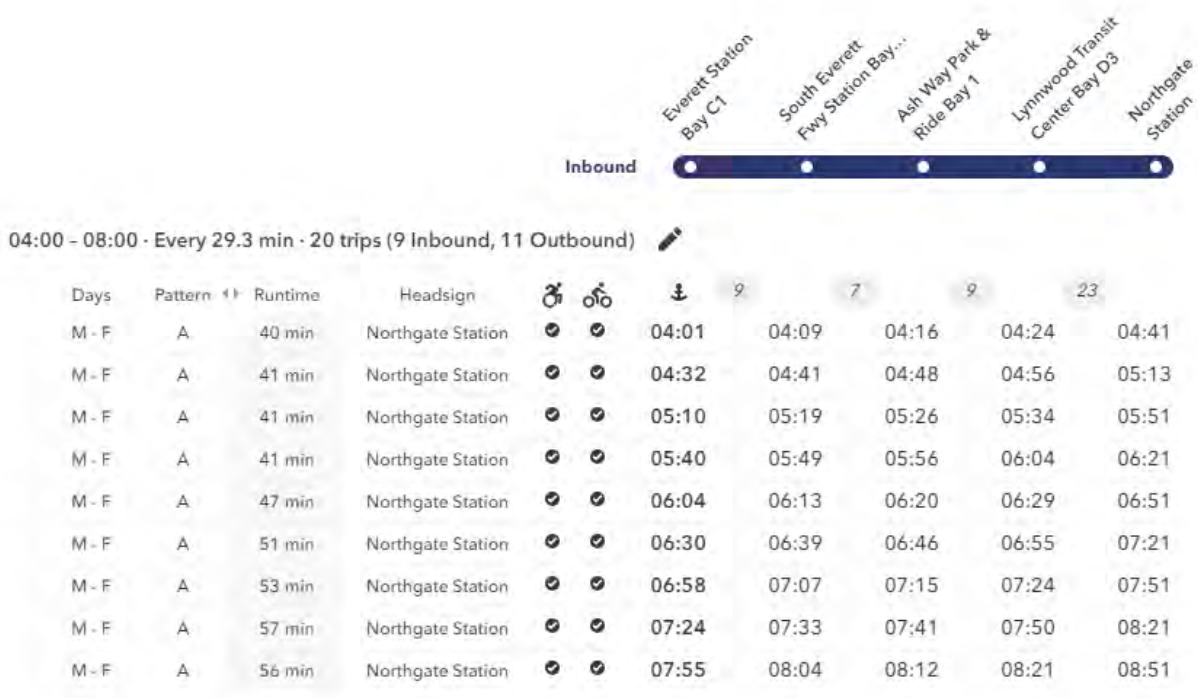 Everett Station
Bay C1
South Everett
Fwy Station Bay...
Ash Way Park &
Ride Bay 1
Lynnwood Transit
Center Bay D3
Northgate
Station
Inbound
04:00 - 08:00 · Every 29.3 min · 20 trips (9 Inbound, 11 Outbound)
Days Pattern Runtime Headsign 9 7 9 23
M - F A 40 min Northgate Station 04:01 04:09 04:16 04:24 04:41
M - F A 41 min Northgate Station 04:32 04:41 04:48 04:56 05:13
M - F A 41 min Northgate Station 05:10 05:19 05:26 05:34 05:51
M - F A 41 min Northgate Station 05:40 05:49 05:56 06:04 06:21
M - F A 47 min Northgate Station 06:04 06:13 06:20 06:29 06:51
M - F A 51 min Northgate Station 06:30 06:39 06:46 06:55 07:21
M - F A 53 min Northgate Station 06:58 07:07 07:15 07:24 07:51
M - F A 57 min Northgate Station 07:24 07:33 07:41 07:50 08:21
M - F A 56 min Northgate Station 07:55 08:04 08:12 08:21 08:51